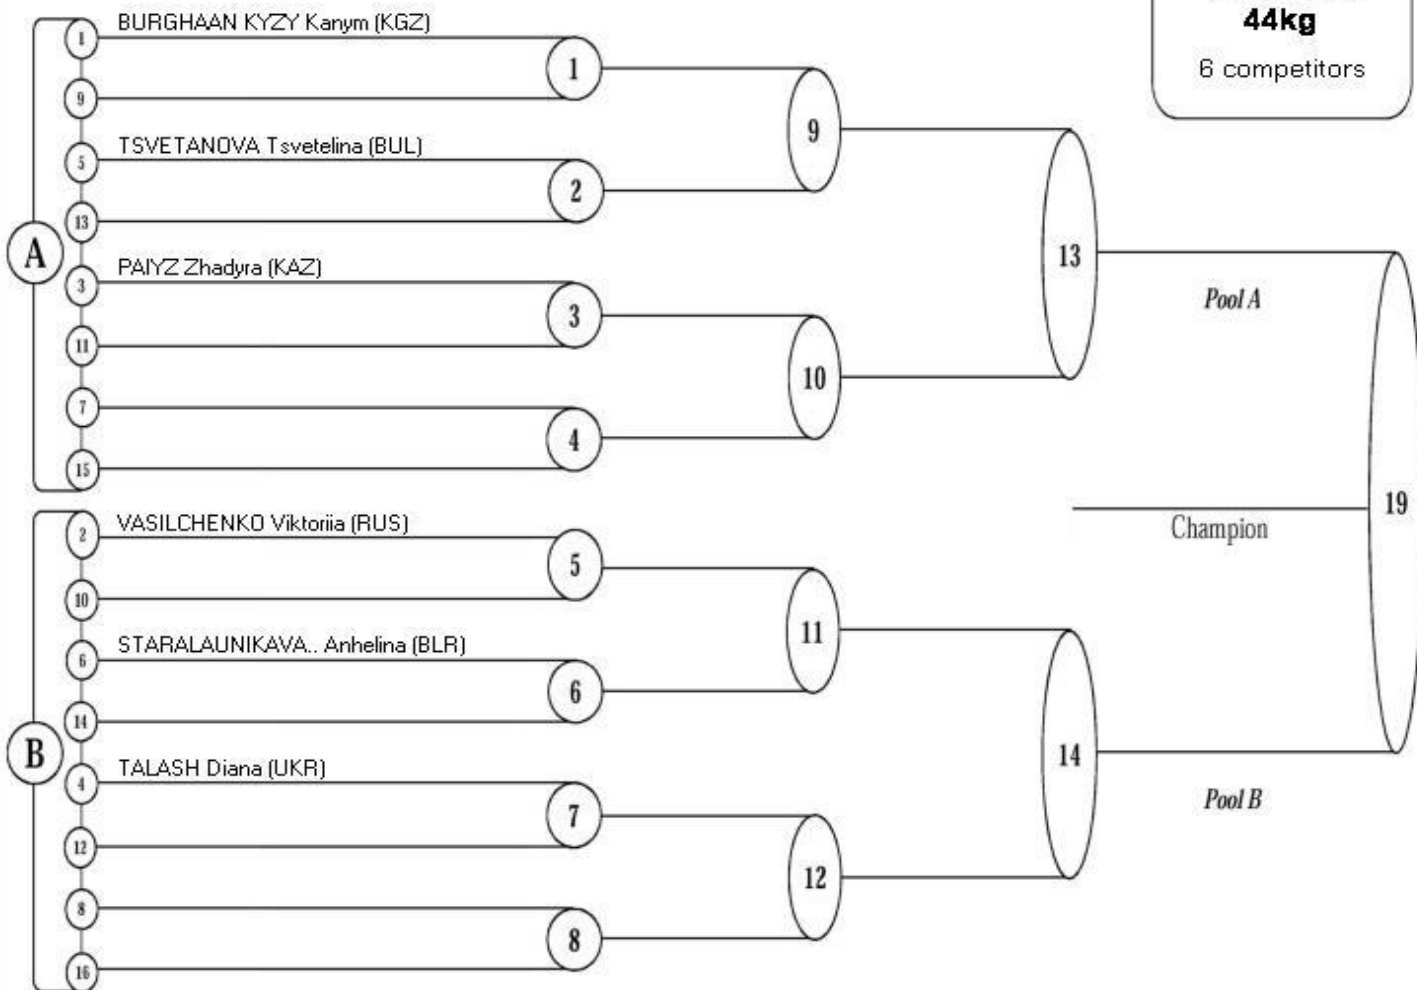 44kg
6 competitors
A
1 BURGHAAN KYZY Kanym (KGZ)
9
5 TSVETANOVA Tsvetelina (BUL)
13
3 PAIYZ Zhadyra (KAZ)
11
7
15
1
2
3
4
9
10
13
Pool A
B
2 VASILCHENKO Viktoriia (RUS)
10
6 STARALAUNIKAVA.. Anhelina (BLR)
14
4 TALASH Diana (UKR)
12
8
16
5
6
7
8
11
12
14
Pool B
19
Champion